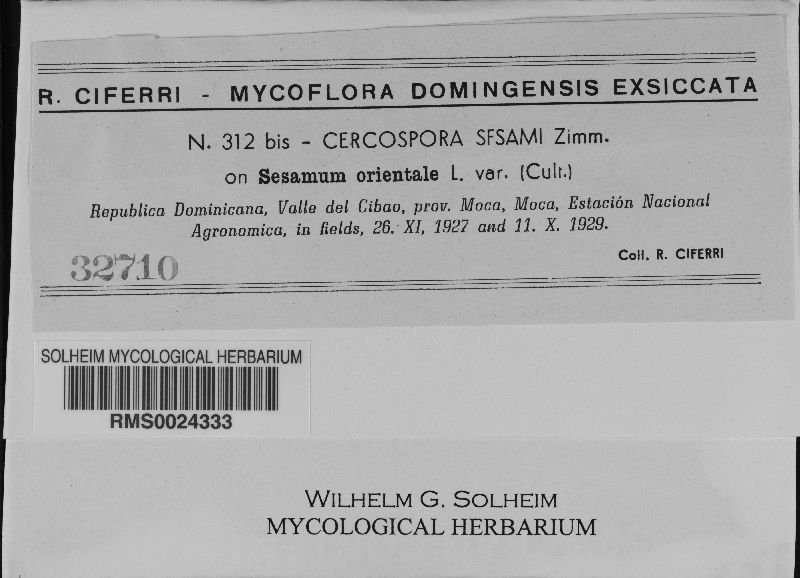 R. CIFERRI - MYCOFLORA DOMINGENSIS EXSICCATA
N. 312 bis - CERCOSPORA SFSAMI Zimm.
on Sesamum orientale L. var. (Cult.)
Republica Dominicana, Valle del Cibao, prov. Moca, Moca, Estación Nacional
Agronomica, in fields, 26. XI, 1927 and 11. X. 1929.
Coll. R. CIFERRI
32710
SOLHEIM MYCOLOGICAL HERBARIUM
RMS0024333
WILHELM G. SOLHEIM
MYCOLOGICAL HERBARIUM